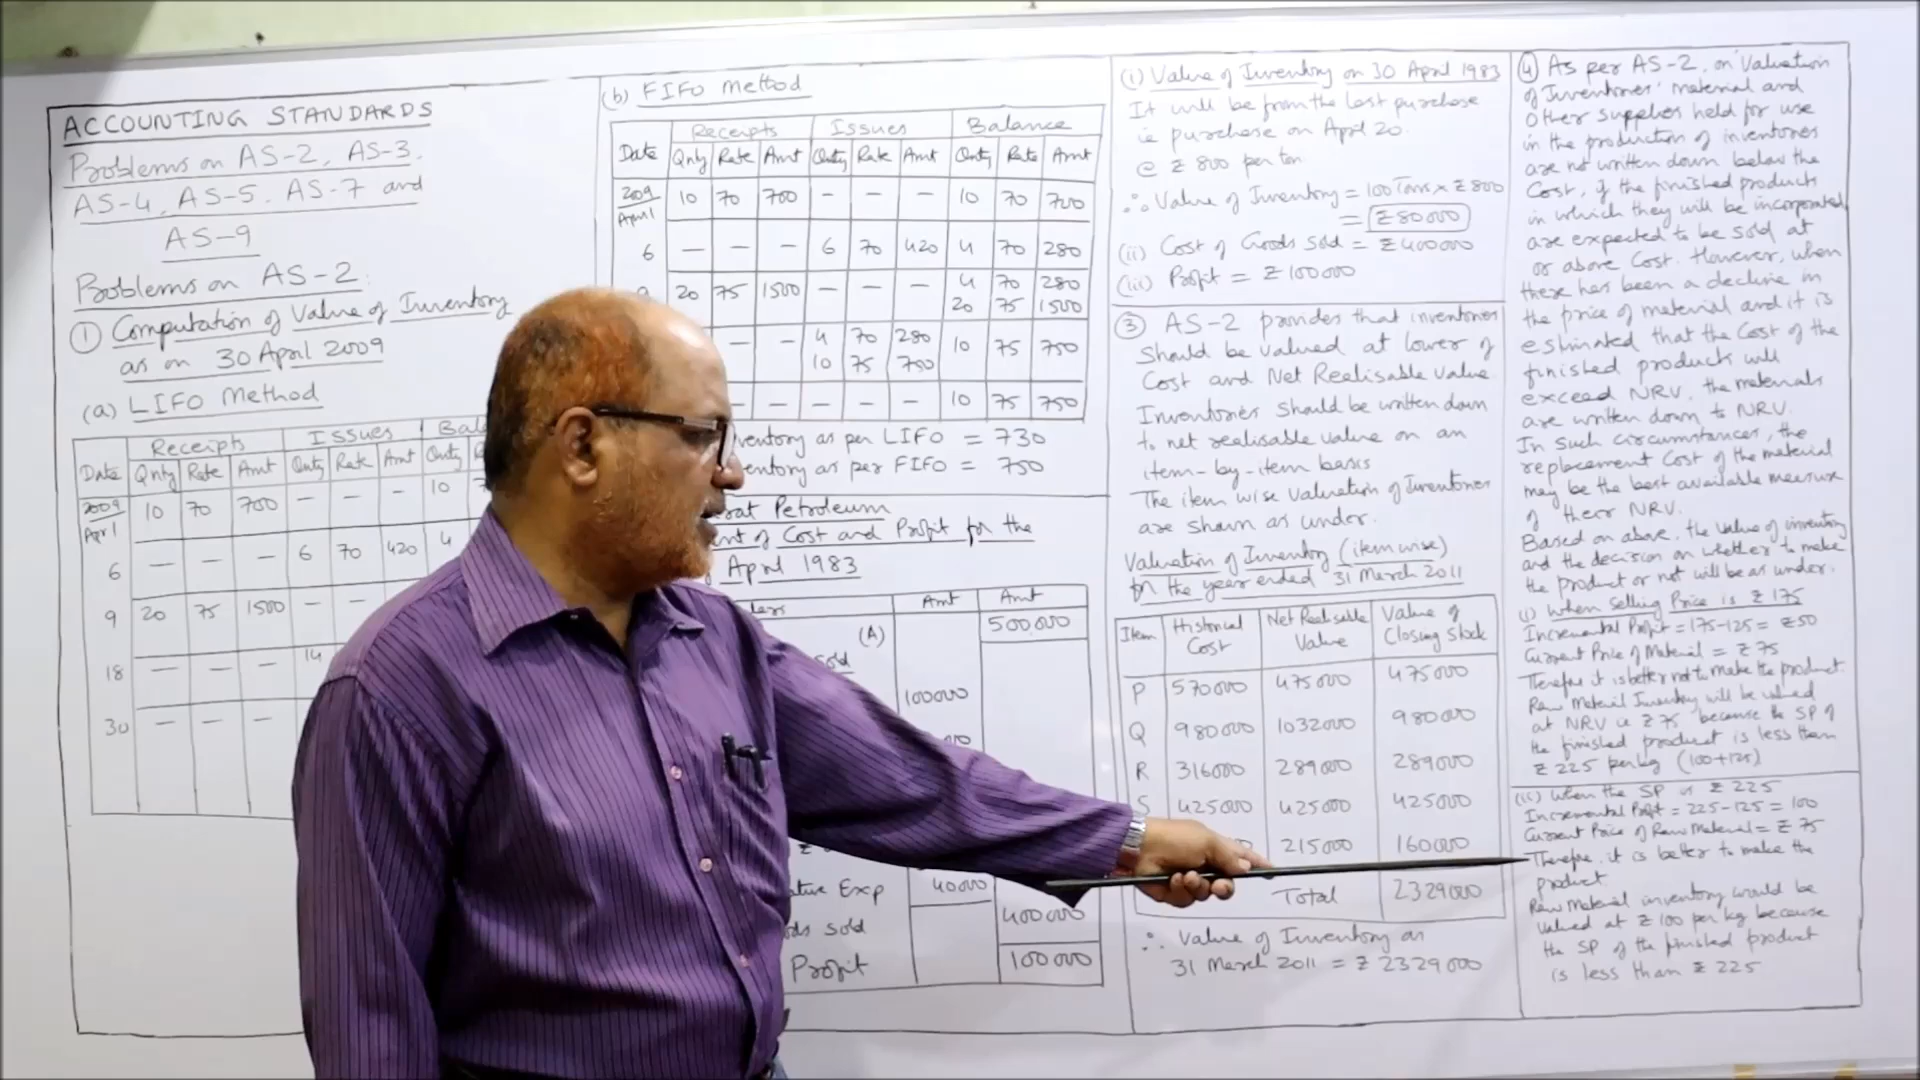 ACCOUNTING STANDARDS
Problems on AS-2, AS-3,
AS-4, AS-5, AS-7 and
AS-9
Problems on AS-2:
① Computation of Value of Inventory
as on 30 April 2009
(a) LIFO Method
Receipts Issues Bal
Date Qnty Rate Amt Qnty Rate Amt Qnty
2009 April 10 70 700 — — — 10
6 — — — 6 70 420 4
9 20 75 1500 — —
18 — — — 14
30 — — —
(b) FIFO Method
Receipts Issues Balance
Date Qnty Rate Amt Qnty Rate Amt Qnty Rate Amt
2009 April 1 10 70 700 — — — 10 70 700
6 — — — 6 70 420 4 70 280
20 75 1500 — — — 4 70 280
20 75 1500
— — 4 70 280 10 75 750
10 75 750
— — — — — 10 75 750
ventory as per LIFO = 730
entory as per FIFO = 750
rat Petroleum
ent of Cost and Profit for the
April 1983
Amt Amt
(A) 500000
sold
100000
ative Exp 40000
400000
ds sold
Profit 100000
(i) Value of Inventory on 30 April 1983
It will be from the last purchase
ie purchase on April 20.
@ ₹ 800 per ton
∴ Value of Inventory = 100 Tons × ₹ 800
= ₹ 80000
(ii) Cost of Goods sold = ₹ 400000
(iii) Profit = ₹ 100000
③ AS-2 provides that inventories
should be valued at lower of
Cost and Net Realisable value
Inventories should be written down
to net realisable value on an
item-by-item basis
The item wise valuation of Inventories
are shown as under.
Valuation of Inventory (item wise)
for the year ended 31 March 2011
Item Historical Cost Net Realisable Value Value of Closing Stock
P 570000 475000 475000
Q 980000 1032000 980000
R 316000 289000 289000
S 425000 425000 425000
215000 160000
Total 2329000
∴ Value of Inventory on
31 March 2011 = ₹ 2329000
④ As per AS-2, on Valuation
of Inventories' material and
Other supplies held for use
in the production of inventories
are not written down below the
Cost, if the finished products
in which they will be incorporated
are expected to be sold at
or above Cost. However, when
there has been a decline in
the price of material and it is
estimated that the Cost of the
finished products will
exceed NRV, the materials
are written down to NRV.
In such circumstances, the
replacement Cost of the material
may be the best available measure
of their NRV.
Based on above, the value of inventory
and the decision on whether to make
the product or not will be as under.
(i) When Selling Price is ₹ 175
Incremental Profit = 175-125 = ₹ 50
Current Price of Material = ₹ 75
Therefore it is better not to make the product.
Raw Material Inventory will be valued
at NRV ie ₹ 75 because the SP of
the finished product is less than
₹ 225 per kg (100+125)
(ii) When the SP is ₹ 225
Incremental Profit = 225-125 = 100
Current Price of Raw Material = ₹ 75
Therefore, it is better to make the
product.
Raw Material inventory would be
valued at ₹ 100 per kg because
the SP of the finished product
is less than ₹ 225